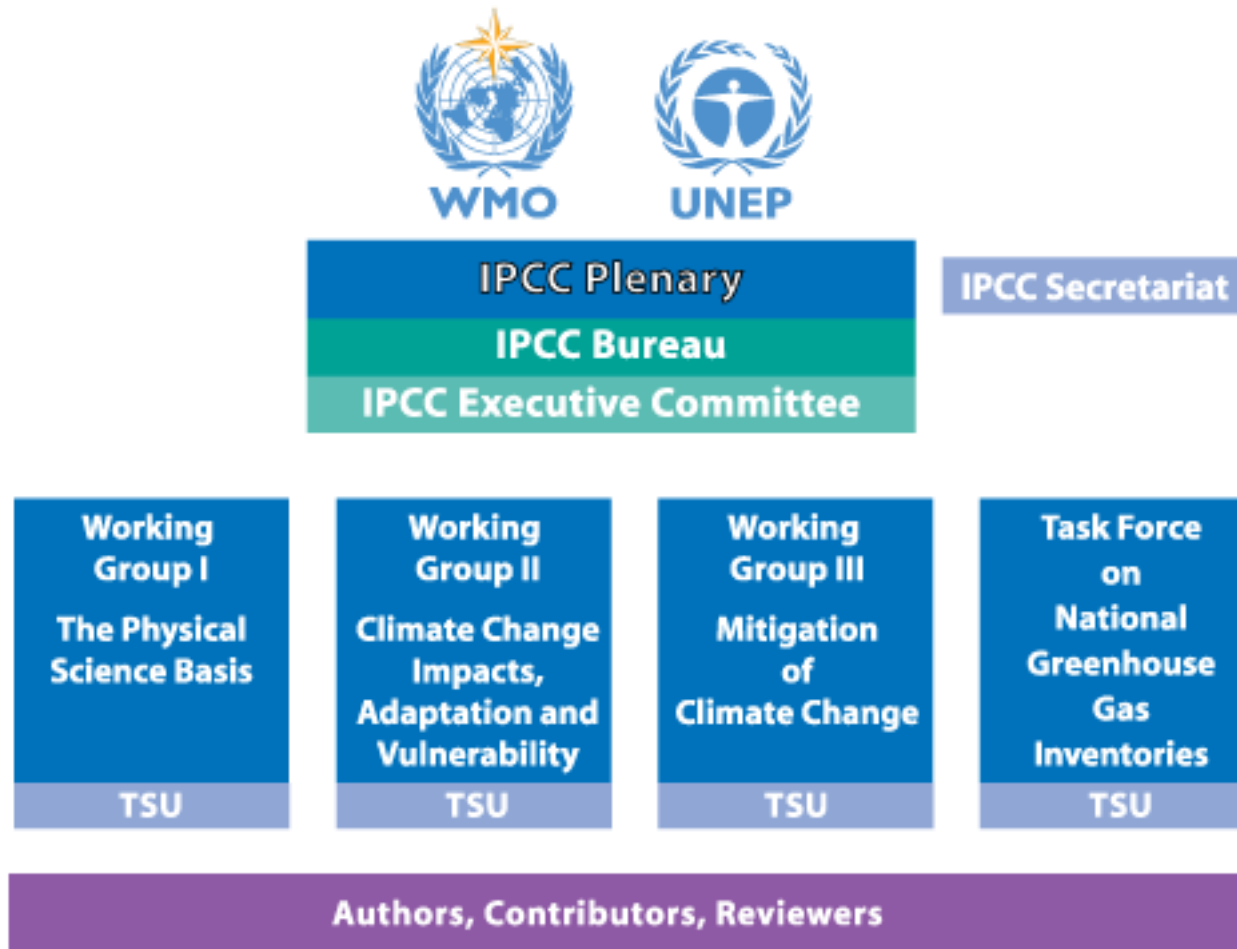 WMO
UNEP
IPCC Plenary
IPCC Secretariat
IPCC Bureau
IPCC Executive Committee
Working
Group I
The Physical
Science Basis
TSU
Working
Group II
Climate Change
Impacts,
Adaptation and
Vulnerability
TSU
Working
Group III
Mitigation
of
Climate Change
TSU
Task Force
on
National
Greenhouse
Gas
Inventories
TSU
Authors, Contributors, Reviewers